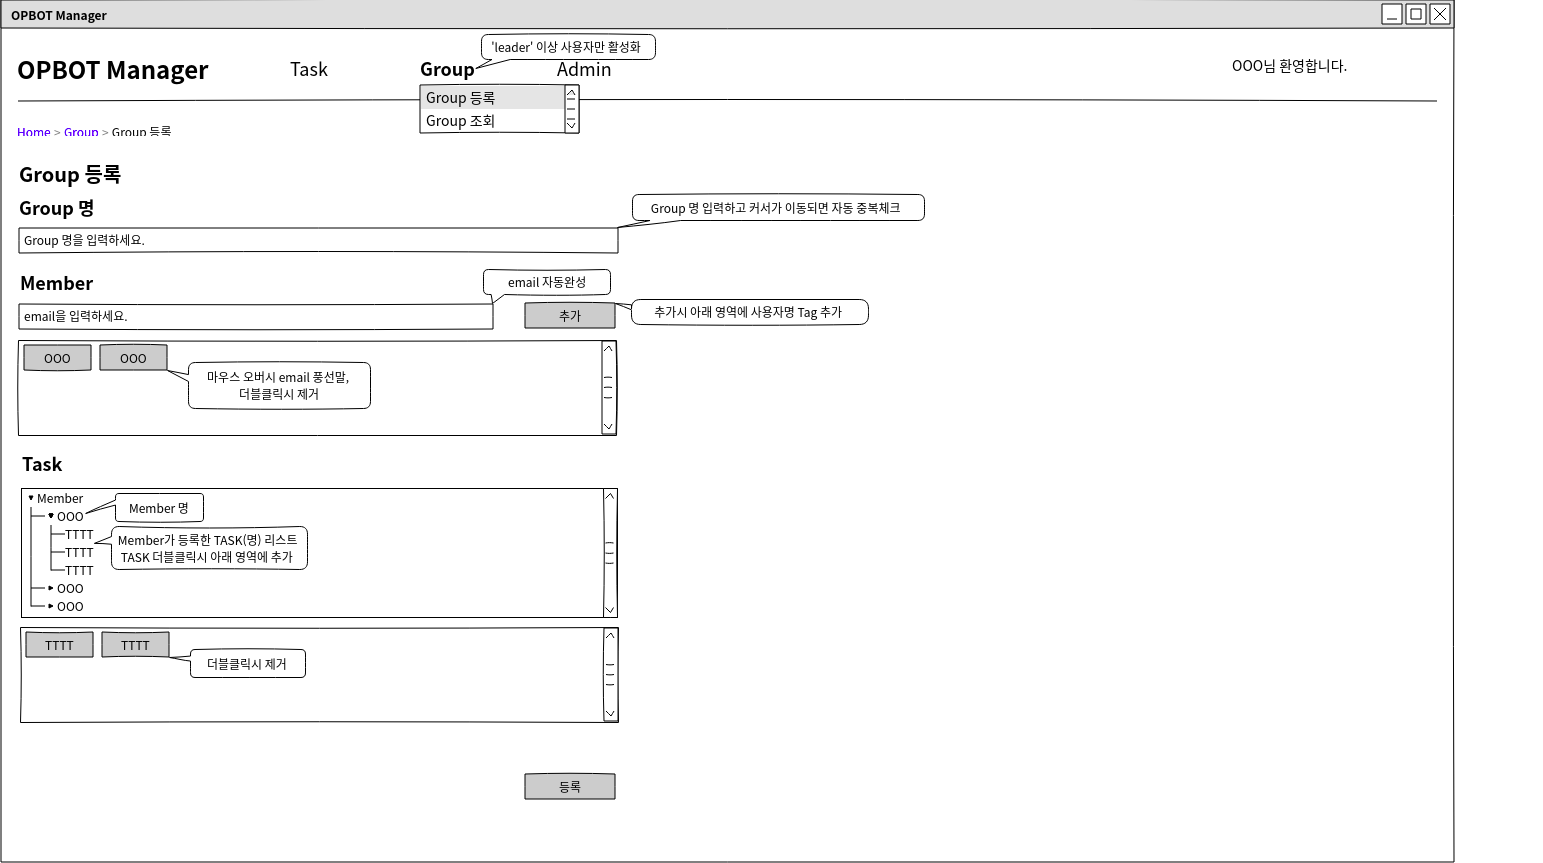 OPBOT Manager
'leader' 이상 사용자만 활성화
OPBOT Manager
Task
Group
Admin
OOO님 환영합니다.
Group 등록
Group 조회
Home > Group > Group 등록
Group 등록
Group 명
Group 명 입력하고 커서가 이동되면 자동 중복체크
Group 명을 입력하세요.
Member
email 자동완성
email을 입력하세요.
추가
추가시 아래 영역에 사용자명 Tag 추가
OOO
OOO
마우스 오버시 email 풍선말,
더블클릭시 제거
Task
Member
Member 명
OOO
TTTT
Member가 등록한 TASK(명) 리스트
TASK 더블클릭시 아래 영역에 추가
TTTT
TTTT
OOO
OOO
TTTT
TTTT
더블클릭시 제거
등록